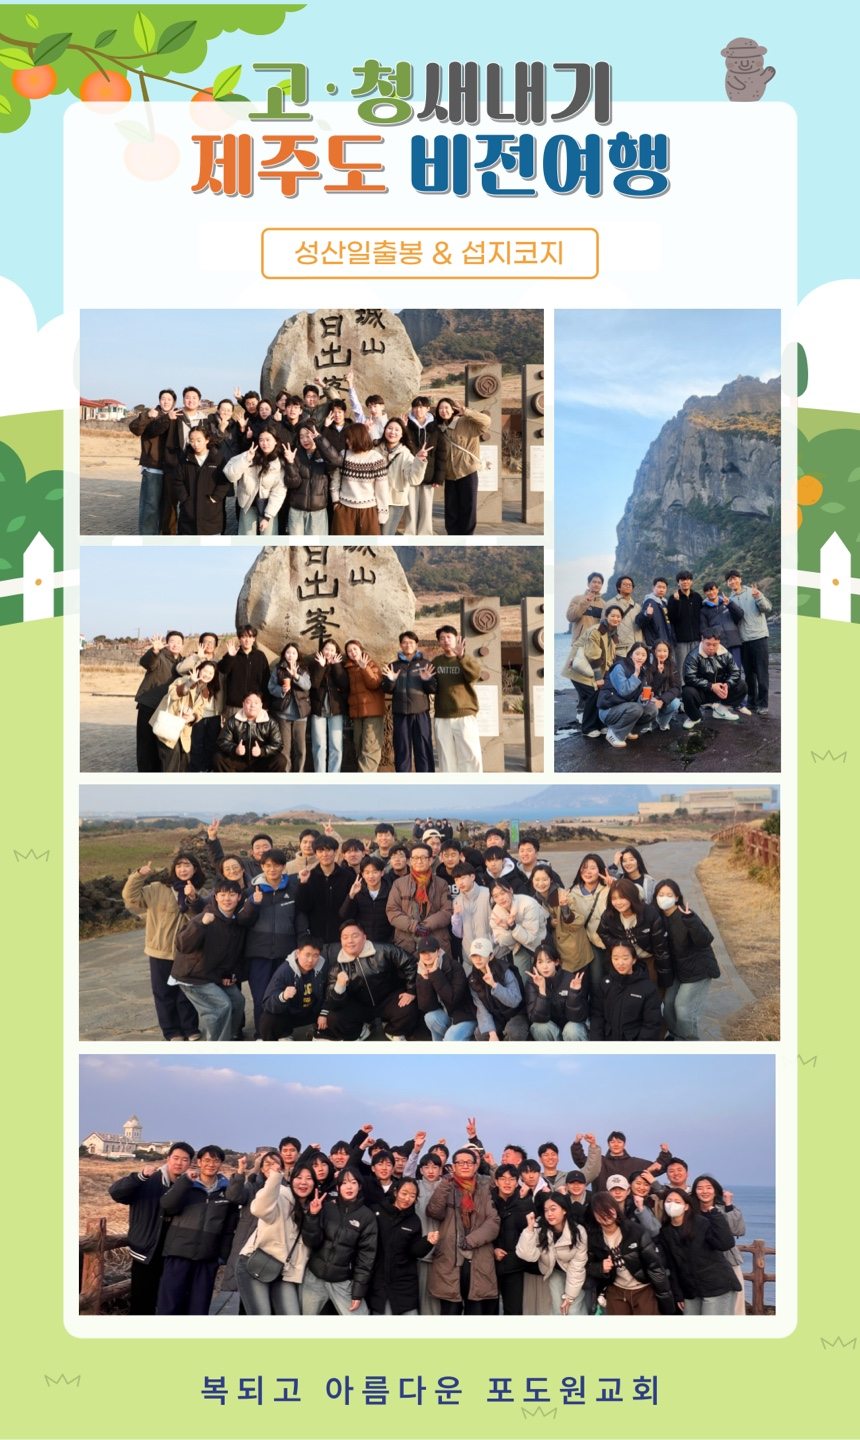 고·청새내기
제주도 비전여행
성산일출봉 & 섭지코지
城山
日出峯
城山
日出峯
복되고 아름다운 포도원교회